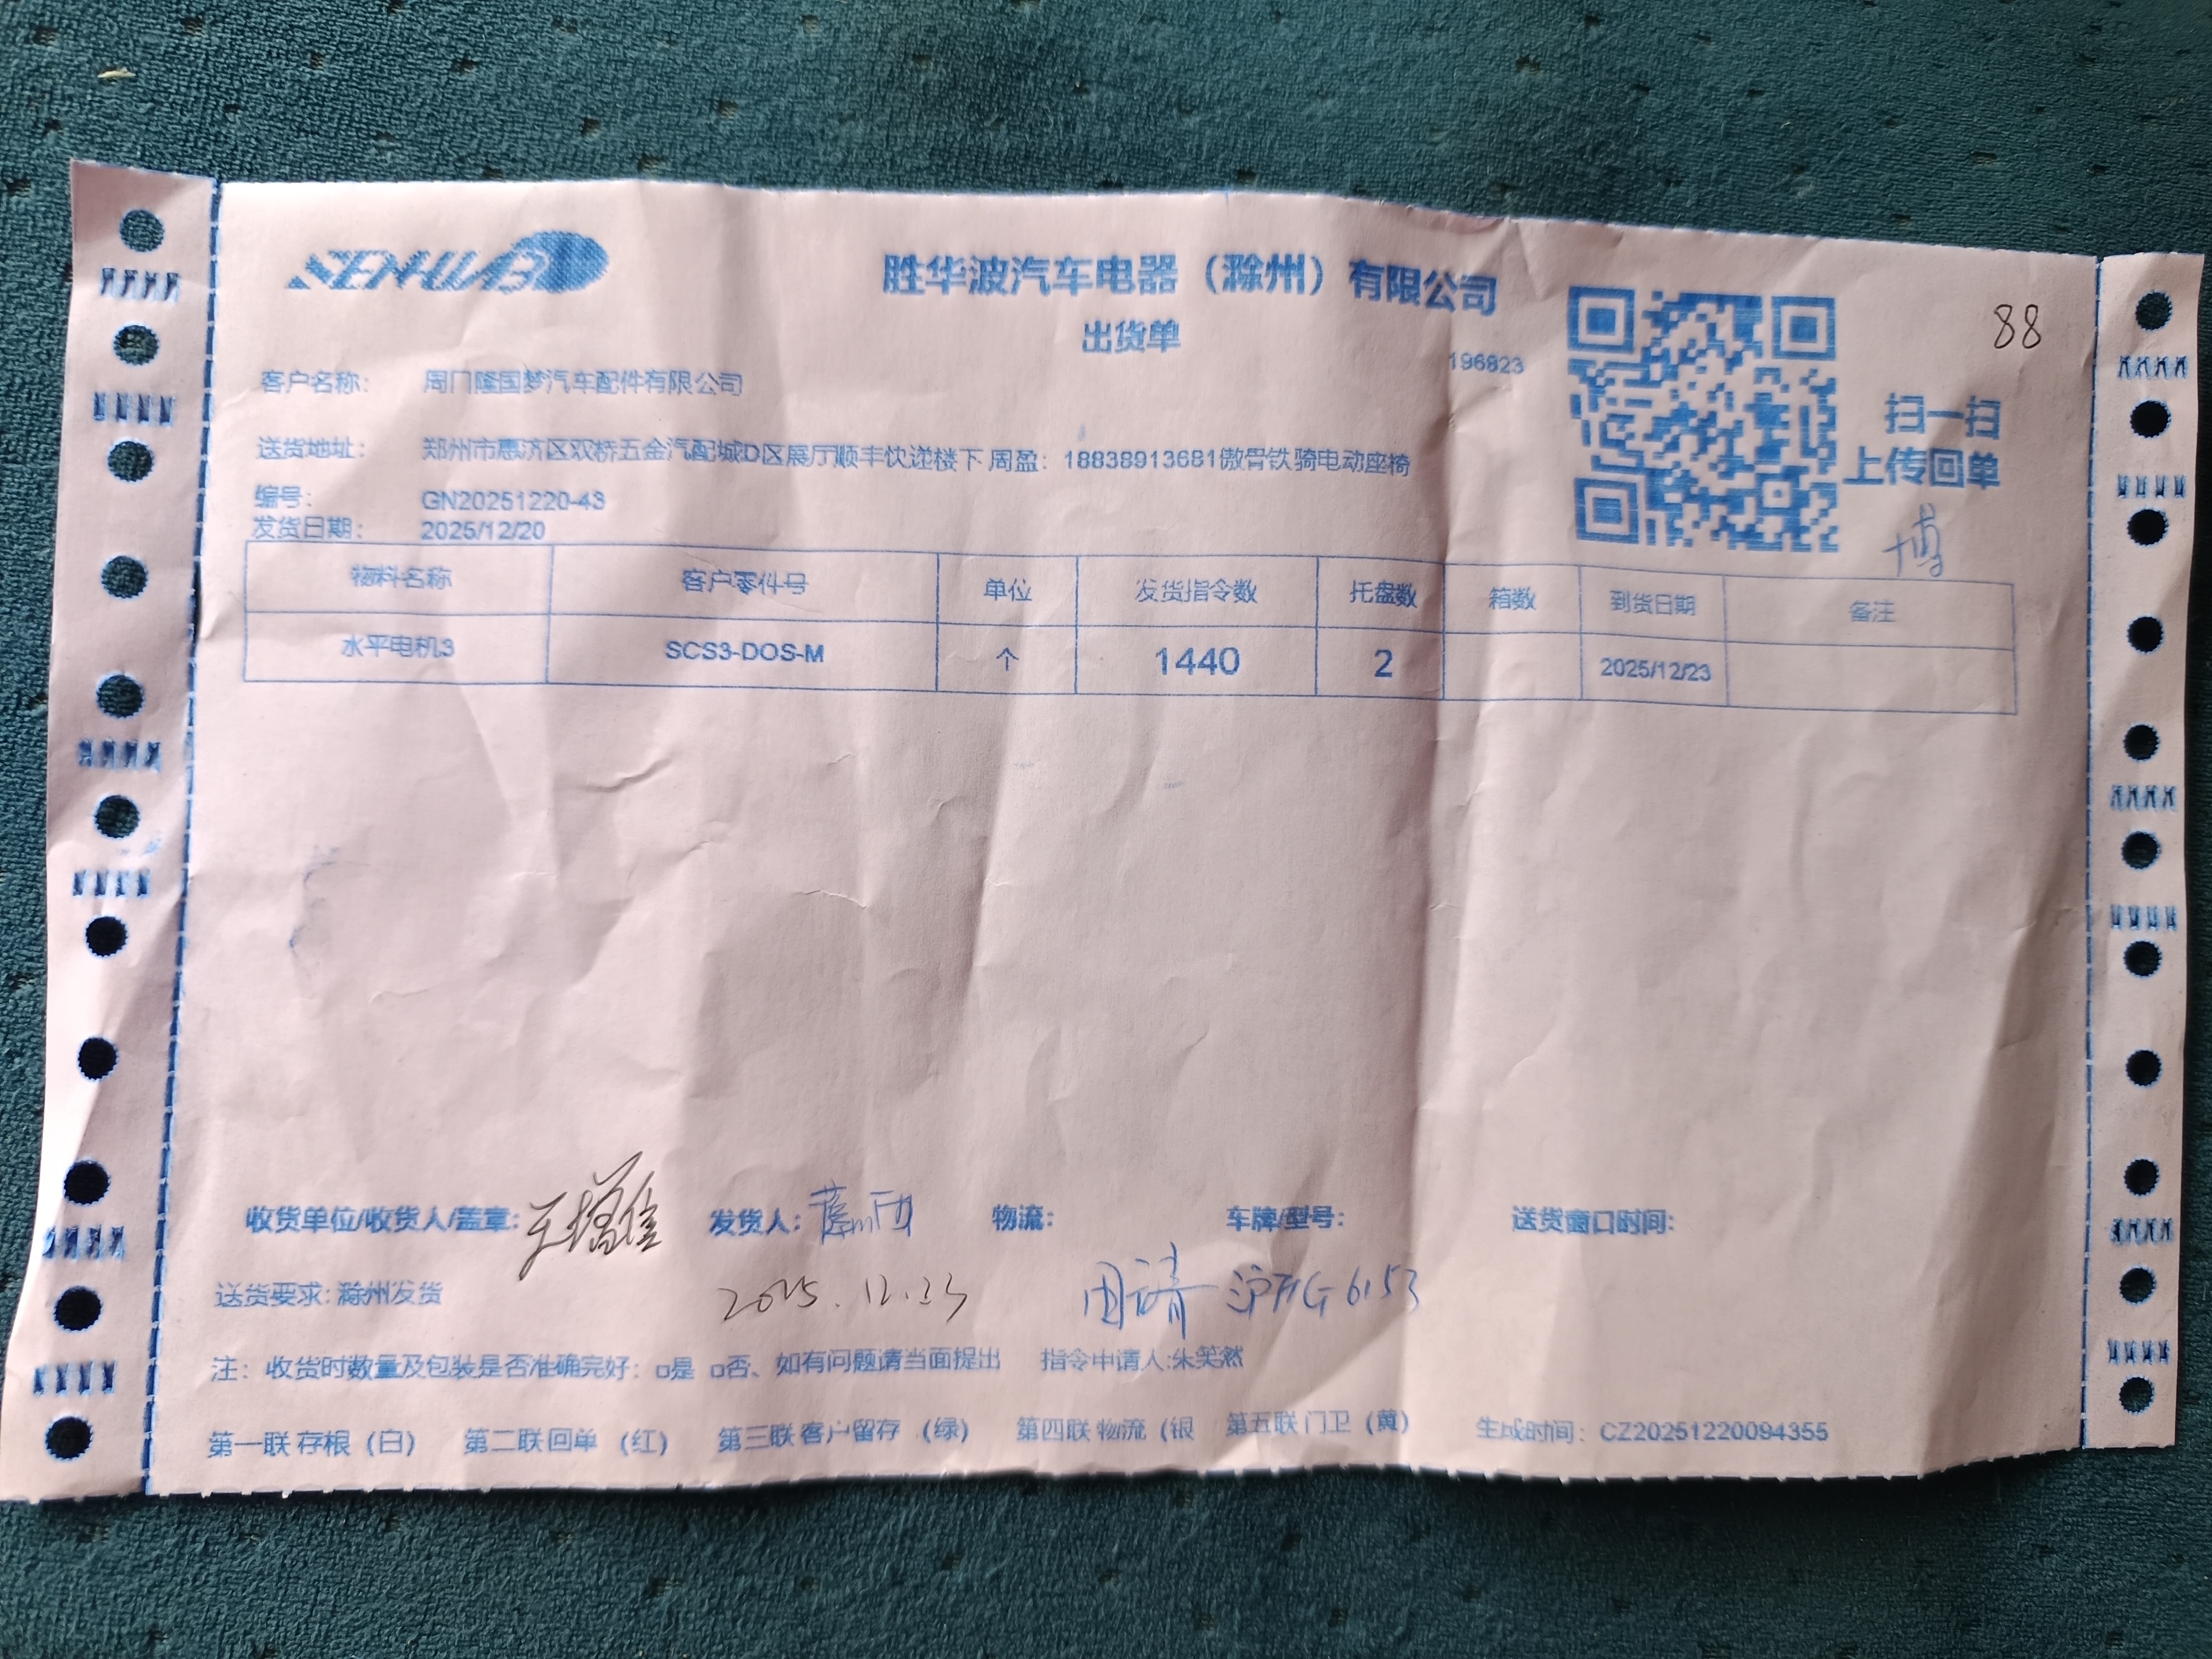 胜华波汽车电器（滁州）有限公司
出货单
88
196823
扫一扫
上传回单
博
客户名称： 周门隆国梦汽车配件有限公司
送货地址： 郑州市惠济区双桥五金汽配城D区展厅顺丰快递楼下 周盈：18838913681傲骨铁骑电动座椅
编号： GN20251220-43
发货日期： 2025/12/20
物料名称 客户零件号 单位 发货指令数 托盘数 箱数 到货日期 备注
水平电机3 SCS3-DOS-M 个 1440 2 2025/12/23
收货单位/收货人/盖章： 发货人： 物流： 车牌/型号： 送货窗口时间：
送货要求: 滁州发货 2025.12.23
注：收货时数量及包装是否准确完好：□是 □否、如有问题请当面提出 指令申请人:朱笑然
第一联 存根（白） 第二联 回单 （红） 第三联 客户留存 （绿） 第四联 物流（银 第五联 门卫（黄） 生成时间：CZ20251220094355